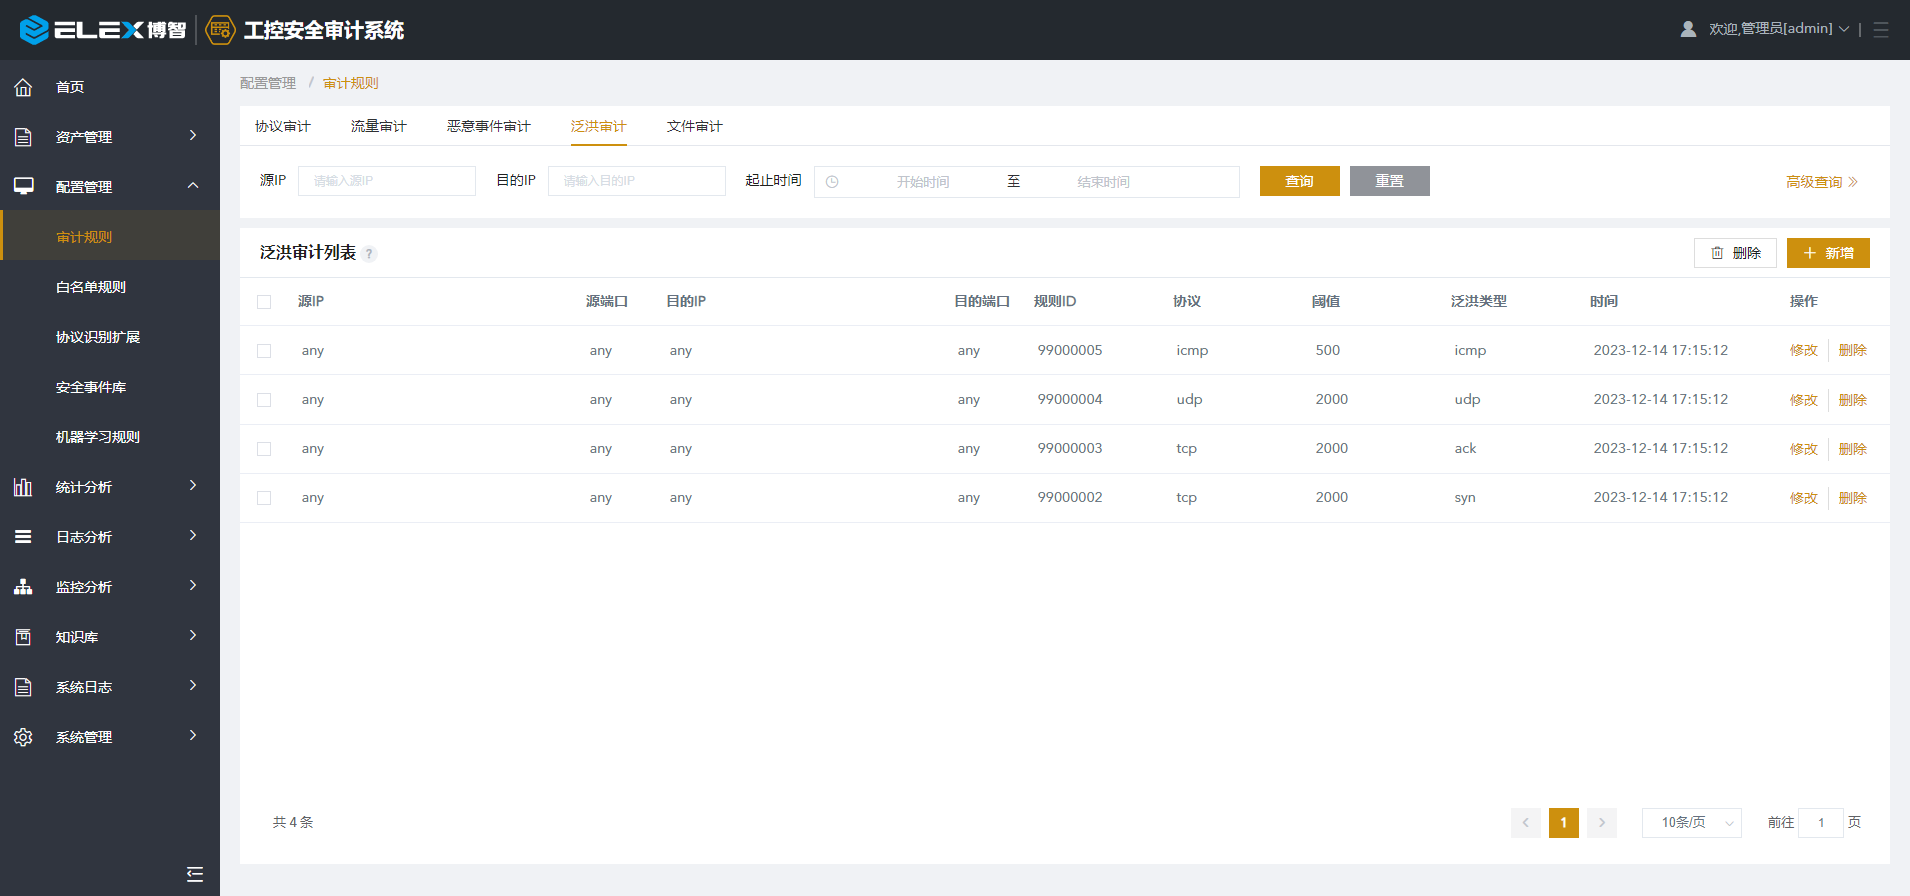 ELEX博智 工控安全审计系统 欢迎,管理员[admin]
首页
资产管理
配置管理
审计规则
白名单规则
协议识别扩展
安全事件库
机器学习规则
统计分析
日志分析
监控分析
知识库
系统日志
系统管理
配置管理 / 审计规则
协议审计 流量审计 恶意事件审计 泛洪审计 文件审计
源IP 请输入源IP 目的IP 请输入目的IP 起止时间 开始时间 至 结束时间 查询 重置 高级查询
泛洪审计列表 ? 删除 新增
源IP 源端口 目的IP 目的端口 规则ID 协议 阈值 泛洪类型 时间 操作
any any any any 99000005 icmp 500 icmp 2023-12-14 17:15:12 修改 删除
any any any any 99000004 udp 2000 udp 2023-12-14 17:15:12 修改 删除
any any any any 99000003 tcp 2000 ack 2023-12-14 17:15:12 修改 删除
any any any any 99000002 tcp 2000 syn 2023-12-14 17:15:12 修改 删除
共 4 条 1 10条/页 前往 1 页